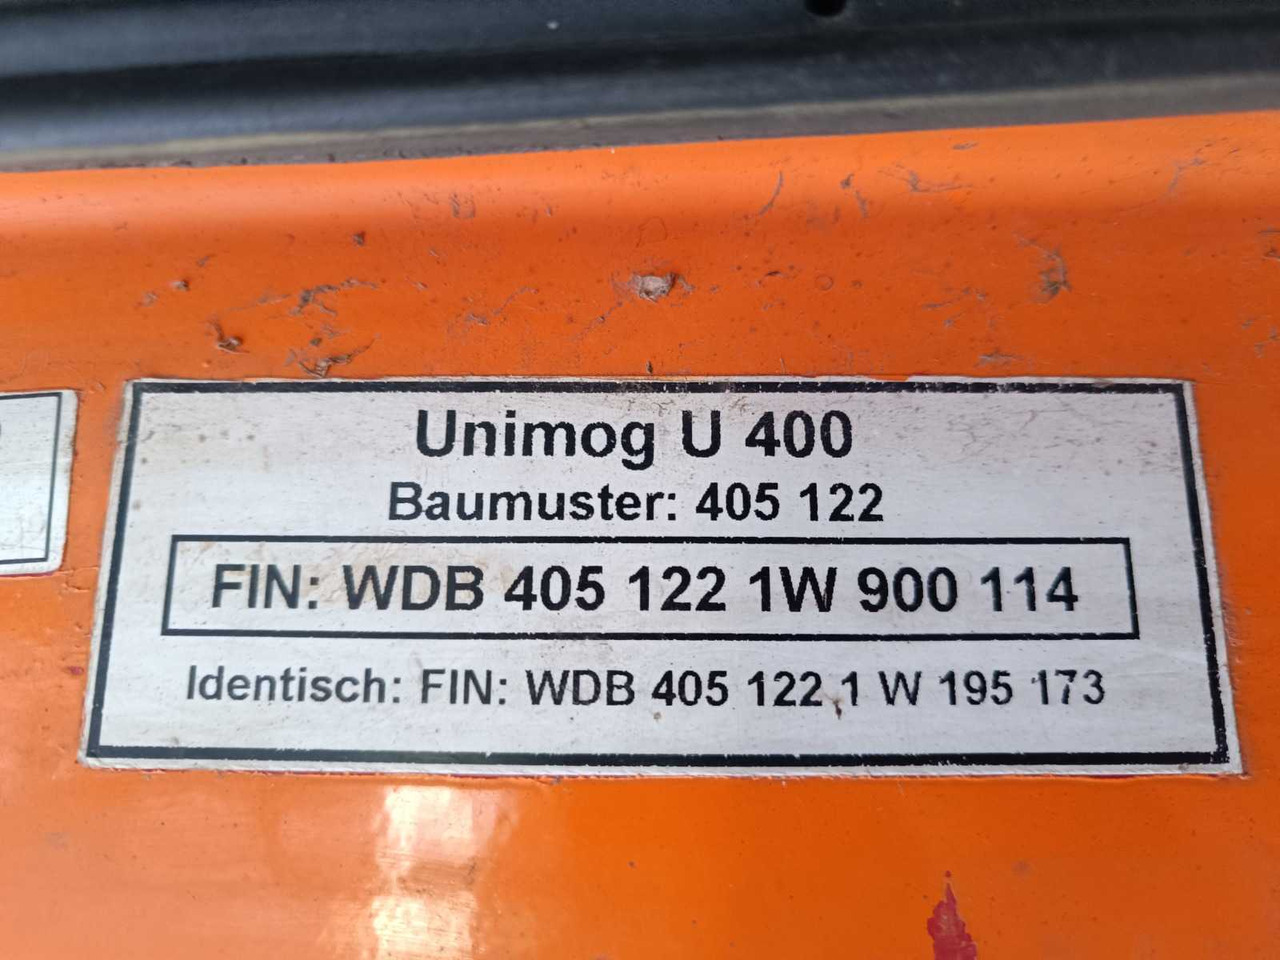 Unimog U 400
Baumuster: 405 122
FIN: WDB 405 122 1W 900 114
Identisch: FIN: WDB 405 122 1 W 195 173